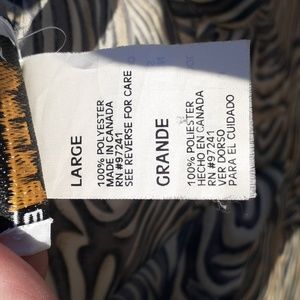 LARGE
100% POLYESTER
MADE IN CANADA
RN #97241
SEE REVERSE FOR CARE
GRANDE
100% POLIESTER
HECHO EN CANADA
RN #97241
VER DORSO
PARA EL CUIDADO